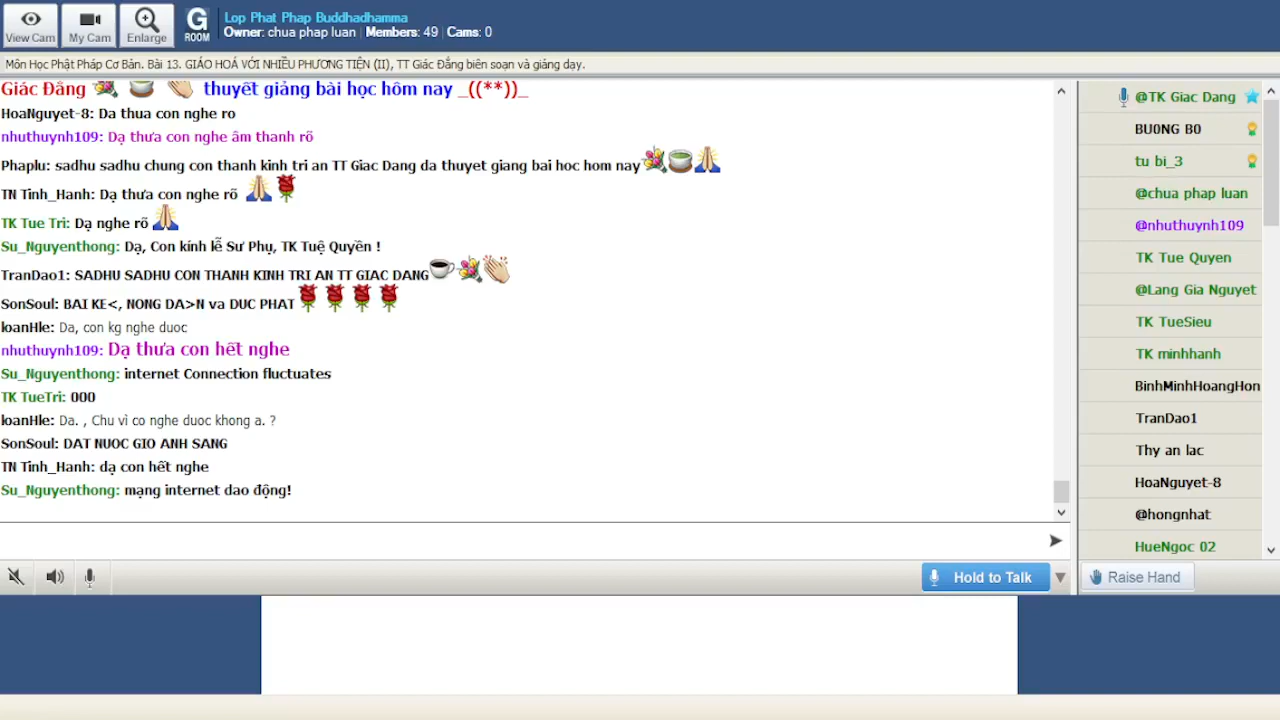 View Cam
My Cam
Enlarge
G
ROOM
Lop Phat Phap Buddhadhamma
Owner: chua phap luan | Members: 49 | Cams: 0
Môn Học Phật Pháp Cơ Bản. Bài 13. GIÁO HOÁ VỚI NHIỀU PHƯƠNG TIỆN (II), TT Giác Đẳng biên soạn và giảng dạy.
Giác Đẳng thuyết giảng bài học hôm nay _((**))_
HoaNguyet-8: Da thua con nghe ro
nhuthuynh109: Dạ thưa con nghe âm thanh rõ
Phaplu: sadhu sadhu chung con thanh kinh tri an TT Giac Dang da thuyet giang bai hoc hom nay
TN Tinh_Hanh: Dạ thưa con nghe rõ
TK Tue Tri: Dạ nghe rõ
Su_Nguyenthong: Dạ, Con kính lễ Sư Phụ, TK Tuệ Quyền !
TranDao1: SADHU SADHU CON THANH KINH TRI AN TT GIAC DANG
SonSoul: BAI KE<, NONG DA>N va DUC PHAT
loanHle: Da, con kg nghe duoc
nhuthuynh109: Dạ thưa con hết nghe
Su_Nguyenthong: internet Connection fluctuates
TK TueTri: 000
loanHle: Da. , Chu vì co nghe duoc khong a. ?
SonSoul: DAT NUOC GIO ANH SANG
TN Tinh_Hanh: dạ con hết nghe
Su_Nguyenthong: mạng internet dao động!
Hold to Talk
@TK Giac Dang
BU0NG B0
tu bi_3
@chua phap luan
@nhuthuynh109
TK Tue Quyen
@Lang Gia Nguyet
TK TueSieu
TK minhhanh
BinhMinhHoangHon
TranDao1
Thy an lac
HoaNguyet-8
@hongnhat
HueNgoc 02
Raise Hand